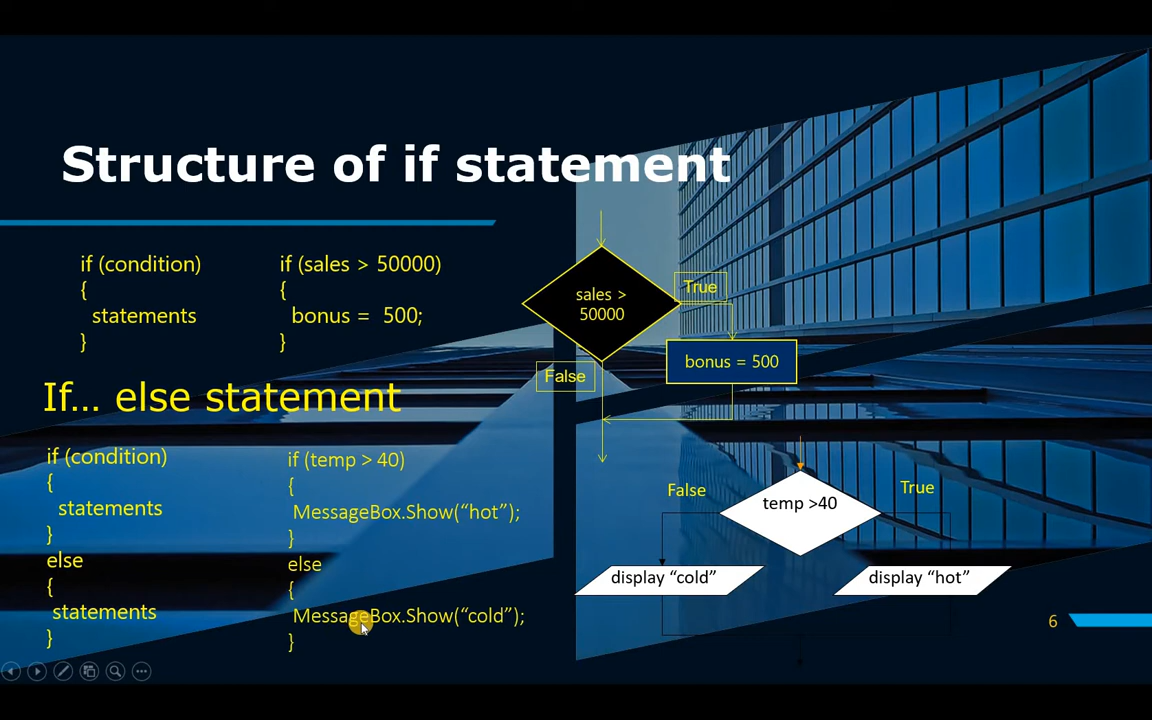 Structure of if statement
if (condition)
{
statements
}
if (sales > 50000)
{
bonus = 500;
}
sales >
50000
True
bonus = 500
False
If... else statement
if (condition)
{
statements
}
else
{
statements
}
if (temp > 40)
{
MessageBox.Show(“hot”);
}
else
{
MessageBox.Show(“cold”);
}
False
temp >40
True
display “cold”
display “hot”
6